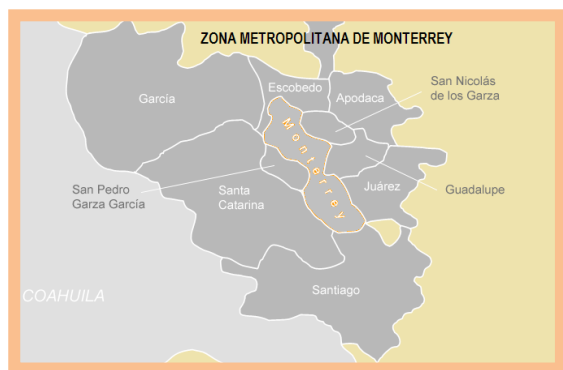 ZONA METROPOLITANA DE MONTERREY
San Nicolás
de los Garza
Escobedo
García
Apodaca
Monterrey
San Pedro
Garza García
Santa
Catarina
Juárez
Guadalupe
Santiago
COAHUILA